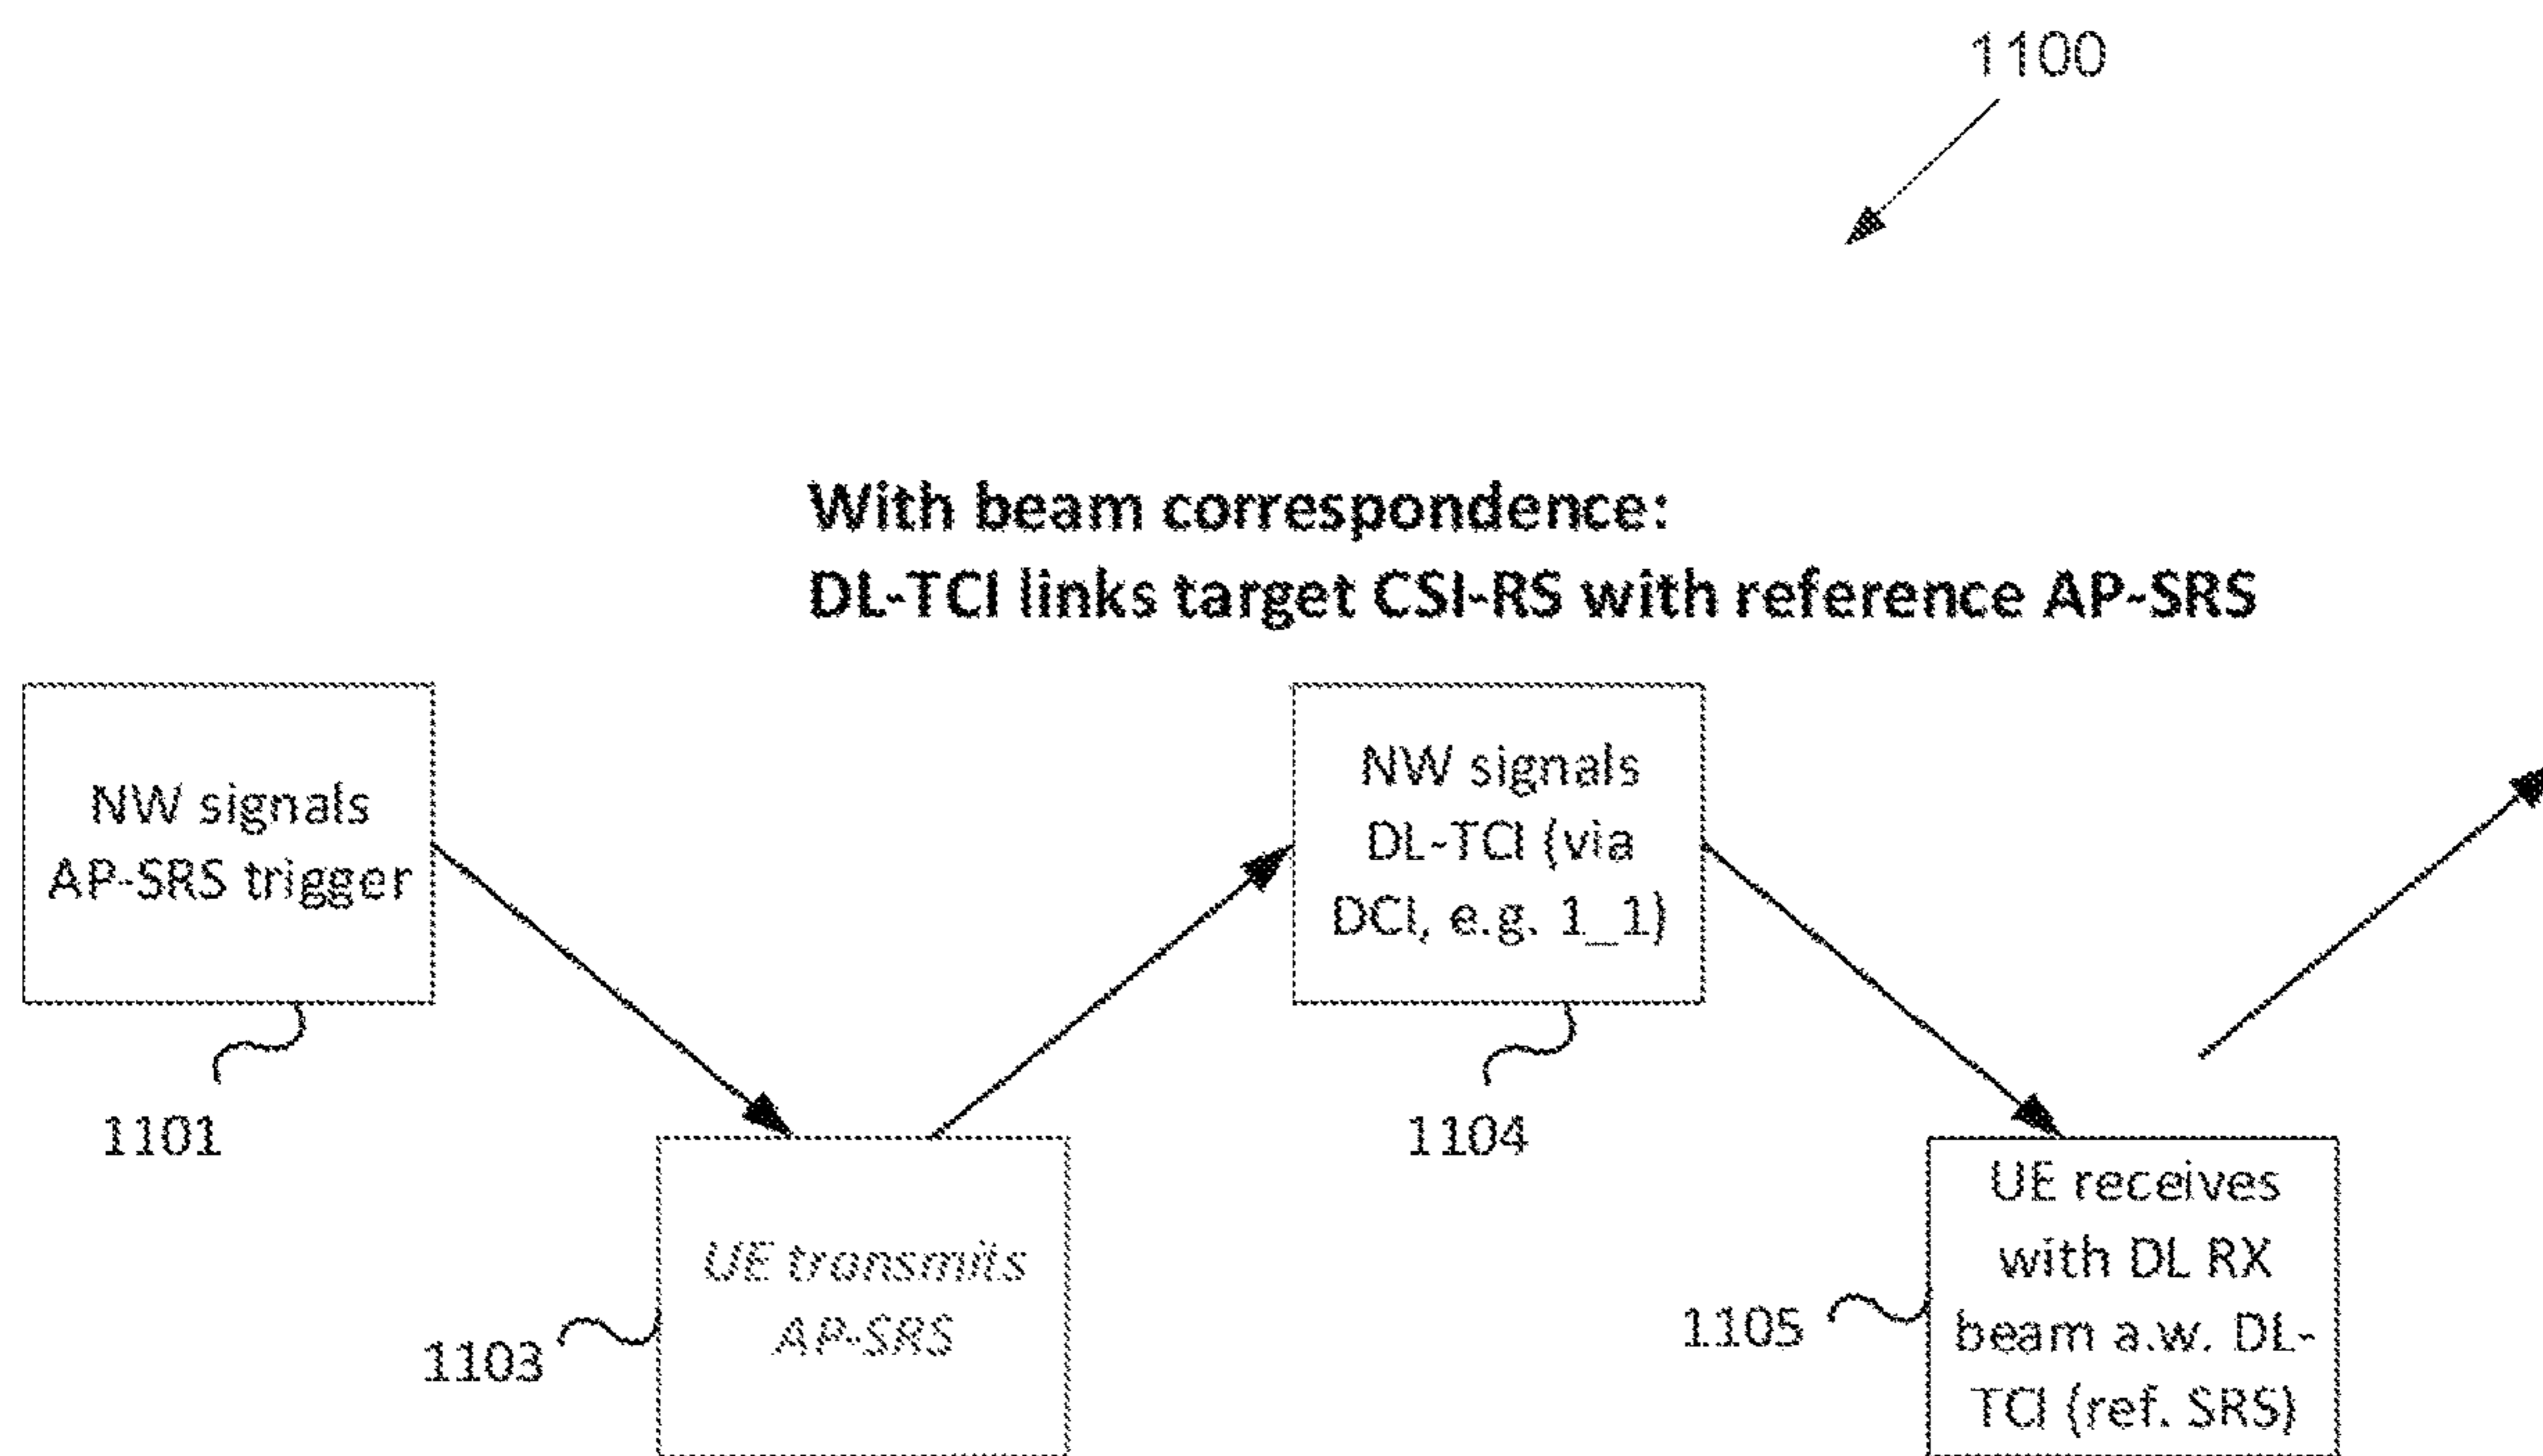 1100
With beam correspondence:
DL-TCI links target CSI-RS with reference AP-SRS
NW signals
AP-SRS trigger
1101
UE transmits
AP-SRS
1103
NW signals
DL-TCI (via
DCI, e.g. 1_1)
1104
UE receives
with DL RX
beam a.w. DL-
TCI (ref. SRS)
1105